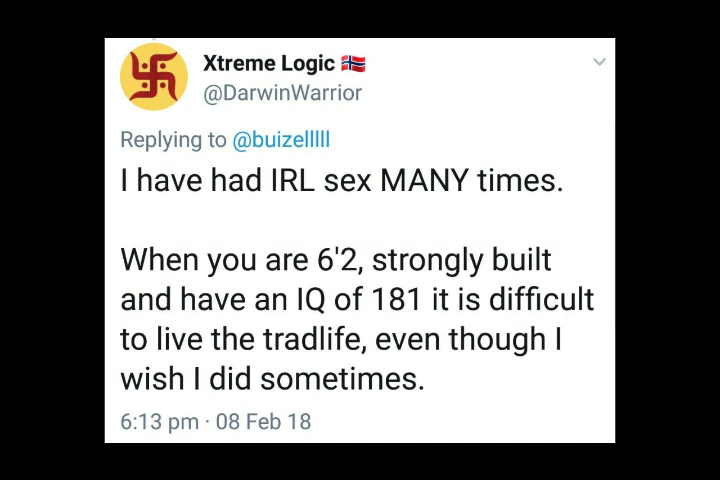 Xtreme Logic 🇳🇴
@DarwinWarrior
Replying to @buizelllll
I have had IRL sex MANY times.
When you are 6'2, strongly built
and have an IQ of 181 it is difficult
to live the tradlife, even though I
wish I did sometimes.
6:13 pm · 08 Feb 18